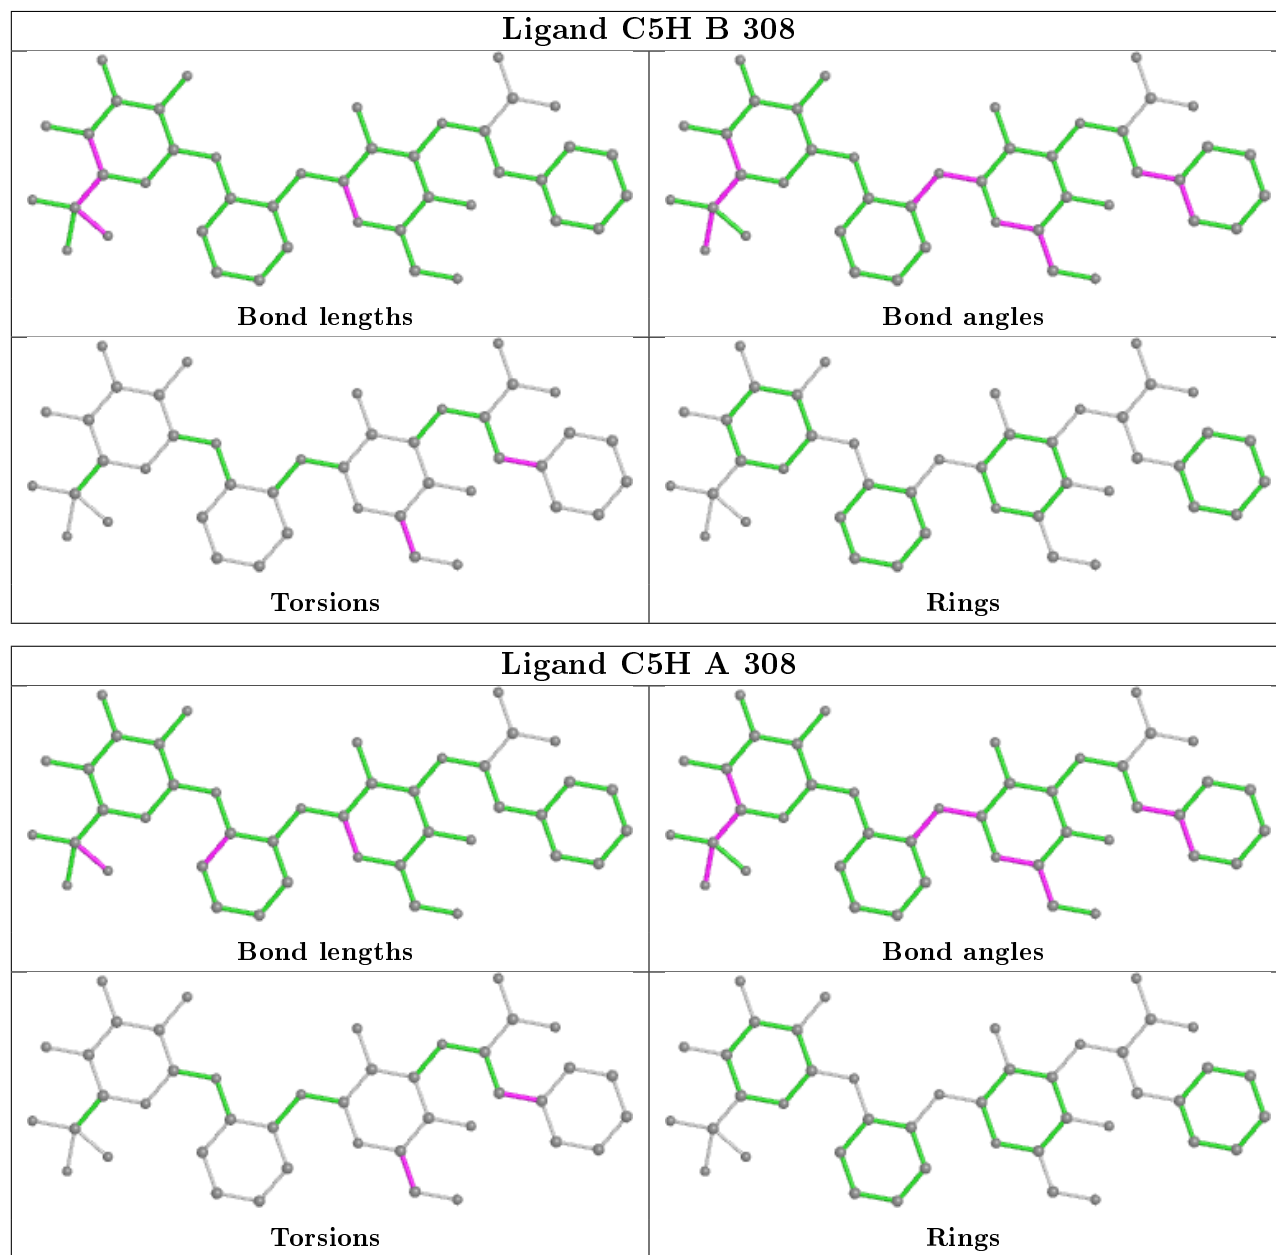 Ligand C5H B 308
Bond lengths
Bond angles
Torsions
Rings
Ligand C5H A 308
Bond lengths
Bond angles
Torsions
Rings